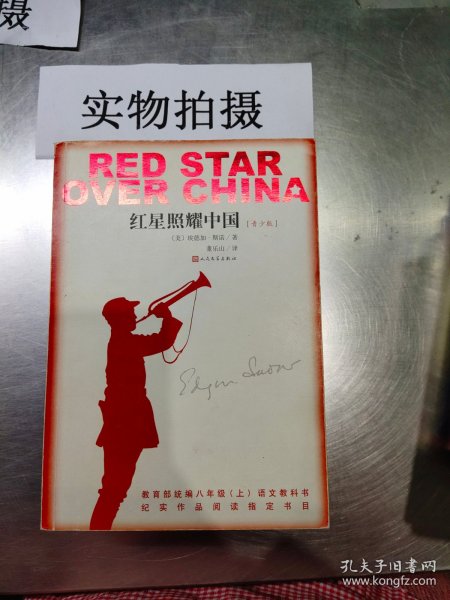 摄
实物拍摄
RED STAR
OVER CHINA
红星照耀中国 [青少版]
（美）埃德加·斯诺／著
董乐山／译
人民文学出版社
Edgar Snow
教育部统编八年级（上）语文教科书
纪实作品阅读指定书目
孔夫子旧书网
www.kongfz.com